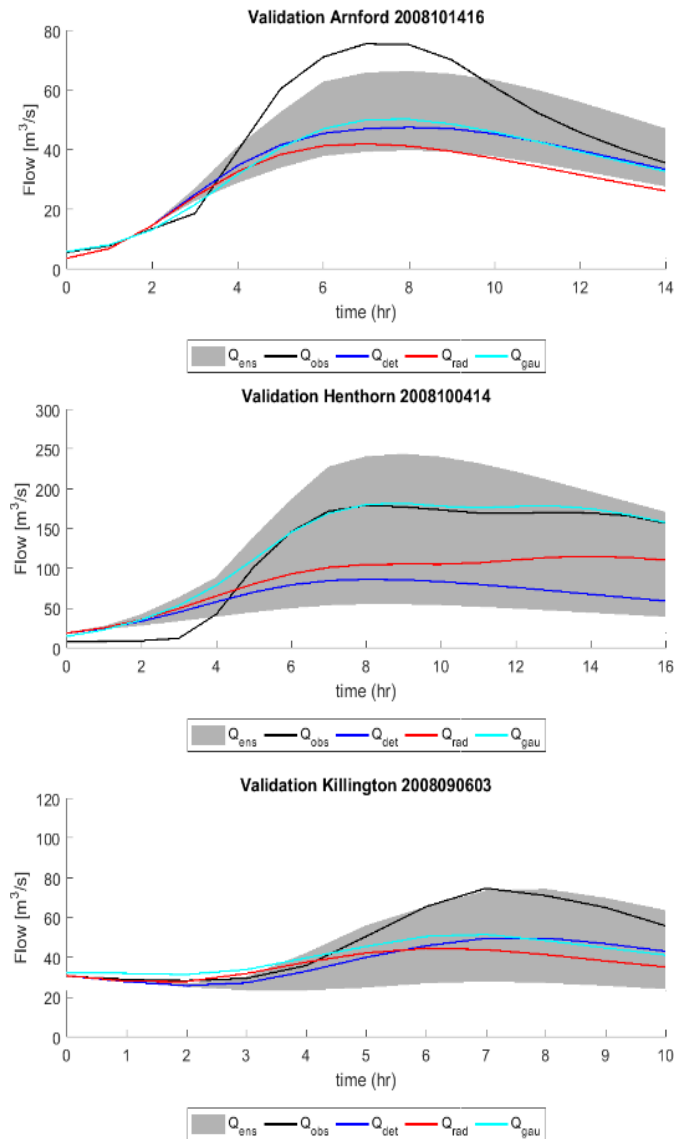 Validation Arnford 2008101416
80
60
40
20
0
Flow [m³/s]
0 2 4 6 8 10 12 14
time (hr)
Q_ens Q_obs Q_det Q_rad Q_gau
Validation Henthorn 2008100414
300
250
200
150
100
50
0
Flow [m³/s]
0 2 4 6 8 10 12 14 16
time (hr)
Q_ens Q_obs Q_det Q_rad Q_gau
Validation Killington 2008090603
120
100
80
60
40
20
0
Flow [m³/s]
0 1 2 3 4 5 6 7 8 9 10
time (hr)
Q_ens Q_obs Q_det Q_rad Q_gau